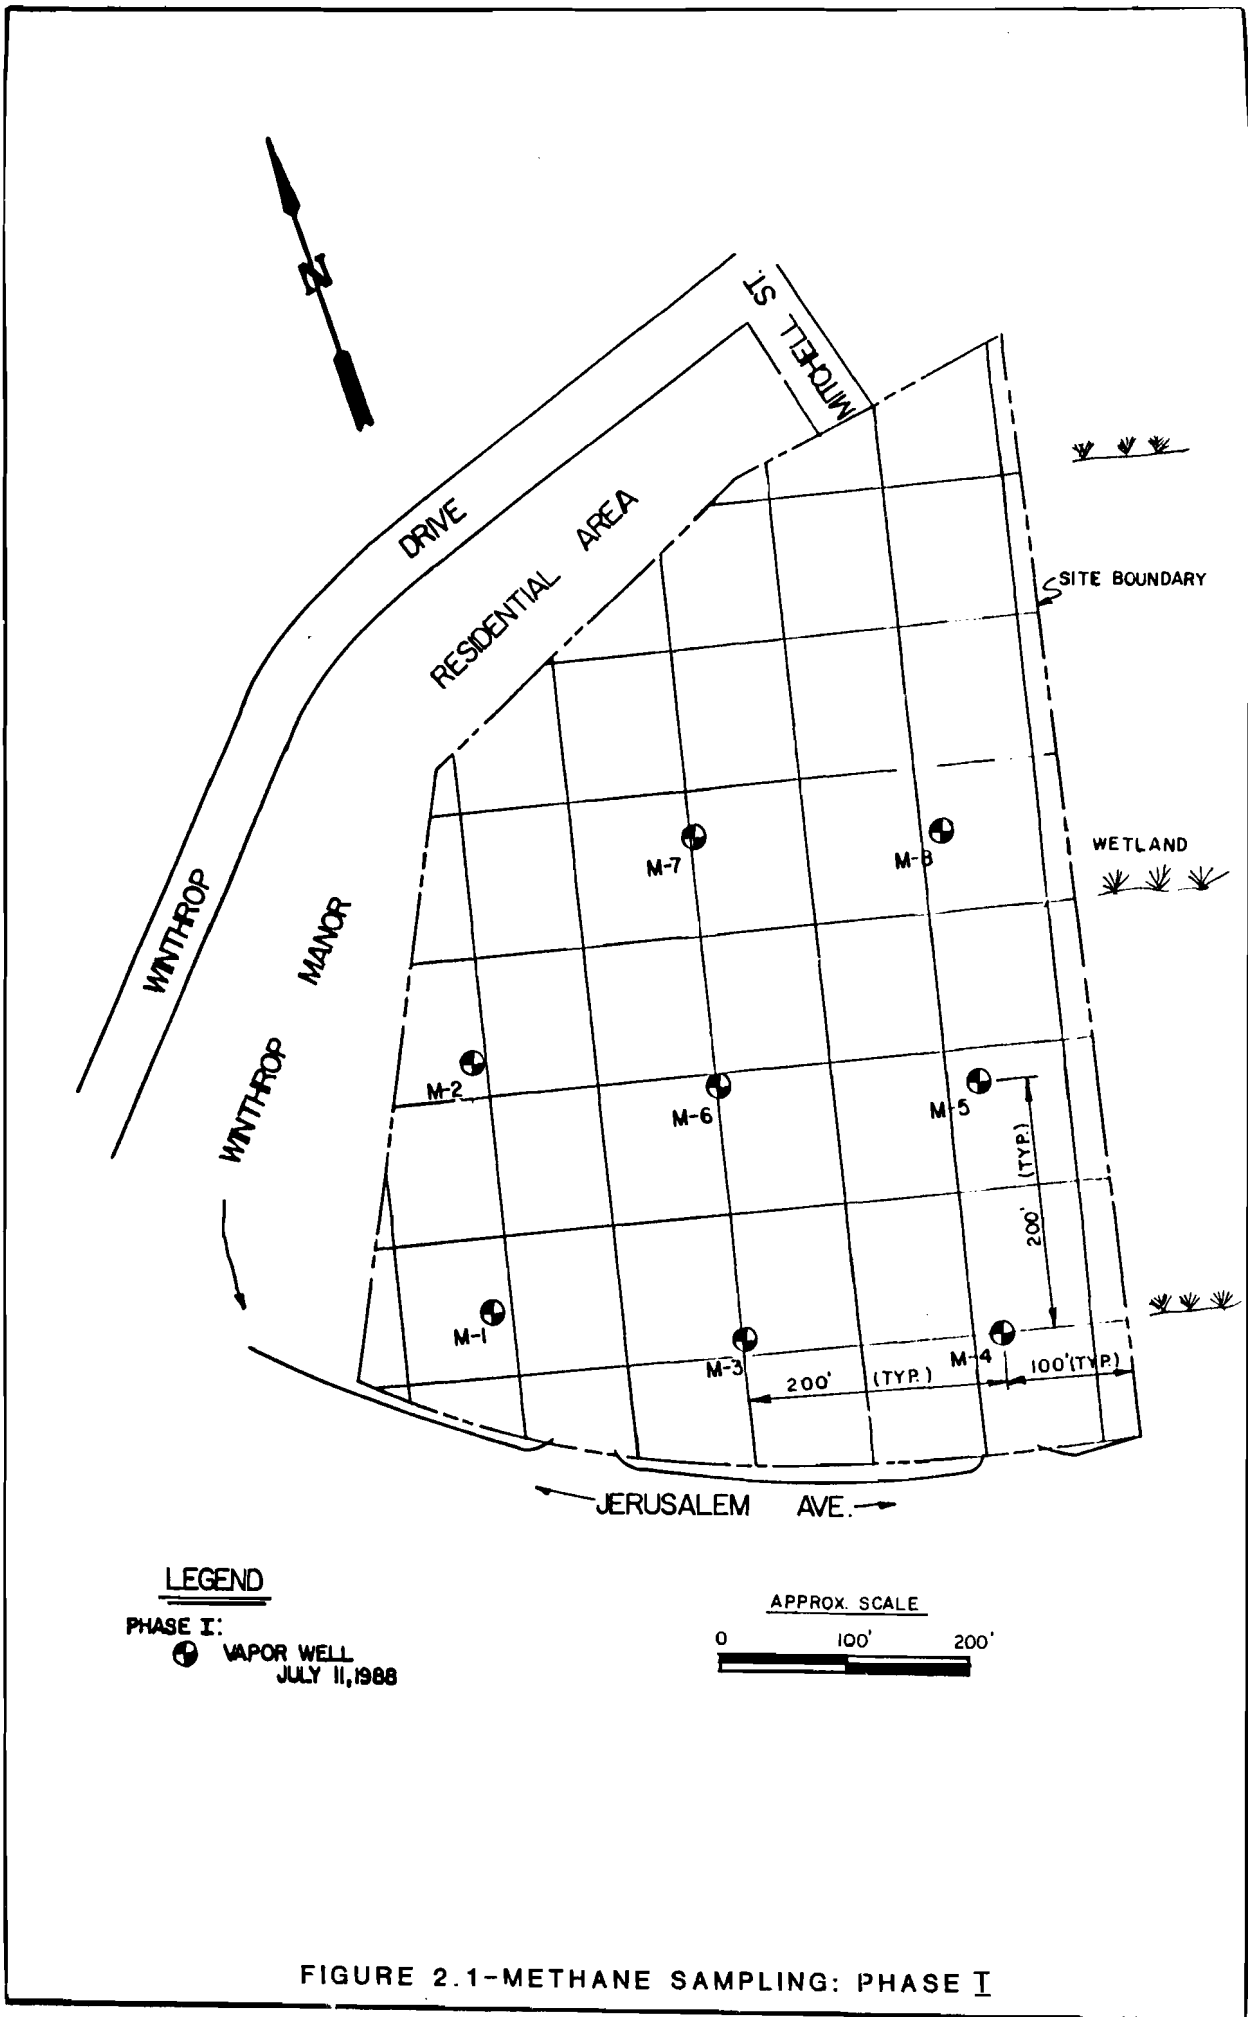 N
MITCHELL ST.
DRIVE
RESIDENTIAL AREA
SITE BOUNDARY
M-7
M-8
WETLAND
WINTHROP
WINTHROP MANOR
M-2
M-6
M-5
200' (TYP.)
M-1
M-3
M-4
200' (TYP.)
100'(TYP.)
JERUSALEM AVE.
LEGEND
PHASE I:
VAPOR WELL
JULY 11,1988
APPROX. SCALE
0 100' 200'
FIGURE 2.1-METHANE SAMPLING: PHASE I